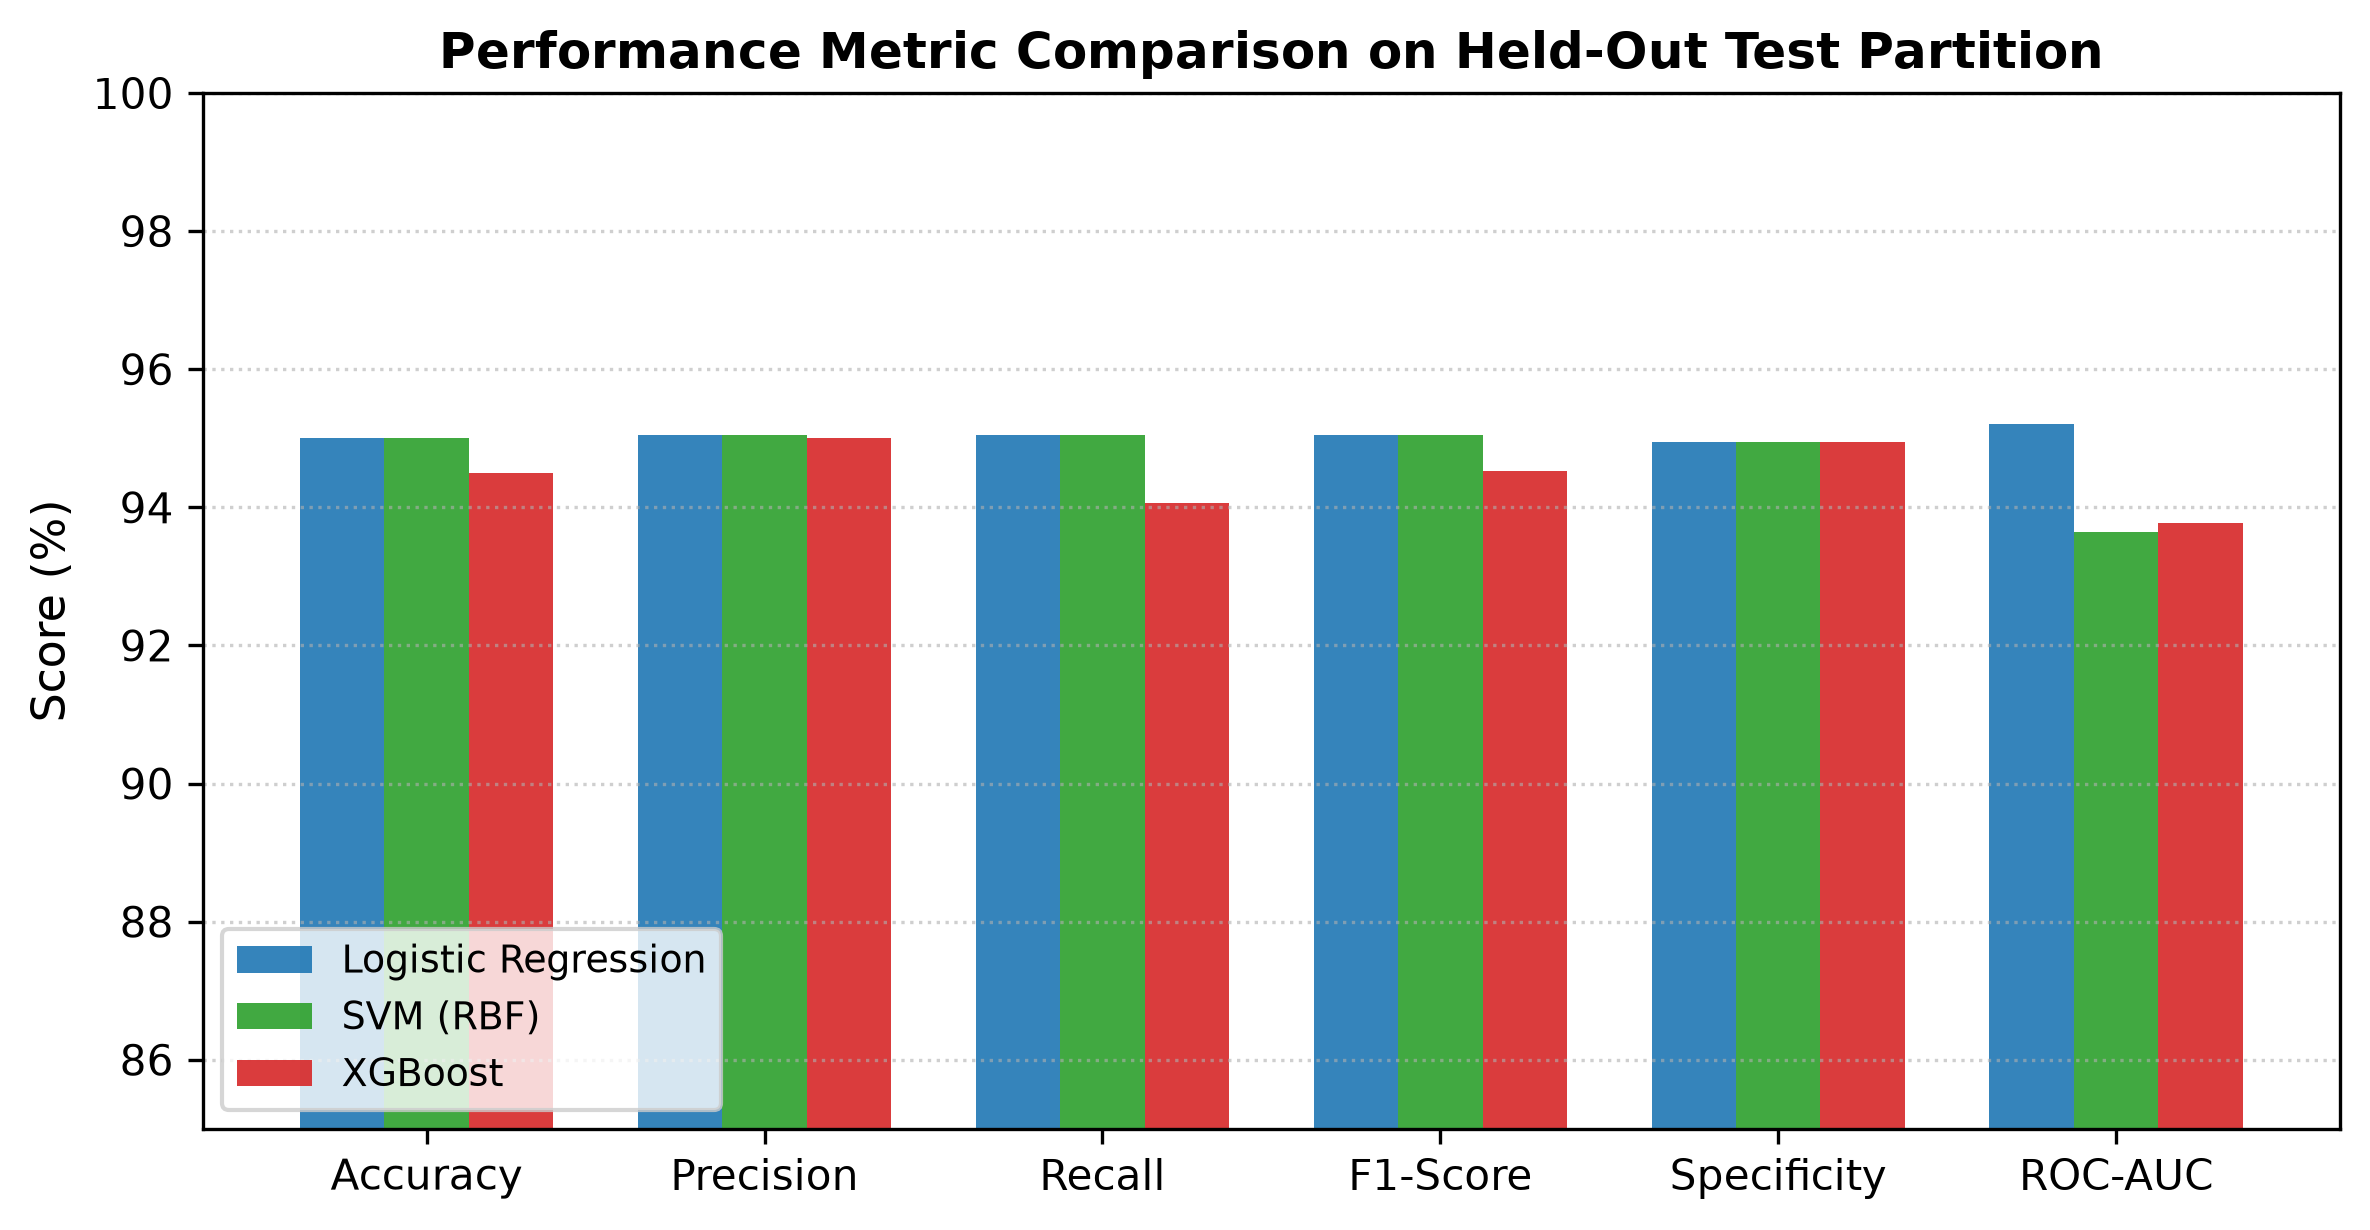 Performance Metric Comparison on Held-Out Test Partition
100
98
96
94
92
90
88
86
Score (%)
Logistic Regression
SVM (RBF)
XGBoost
Accuracy Precision Recall F1-Score Specificity ROC-AUC